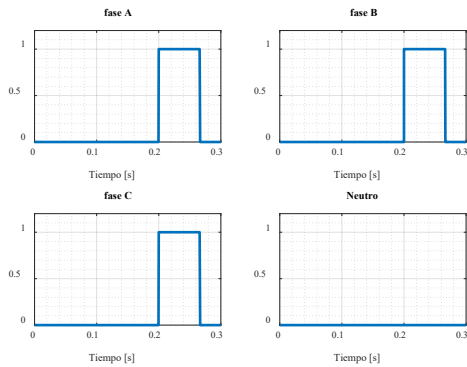 fase A
fase B
1
0.5
0
0 0.1 0.2 0.3
Tiempo [s]
1
0.5
0
0 0.1 0.2 0.3
Tiempo [s]
fase C
Neutro
1
0.5
0
0 0.1 0.2 0.3
Tiempo [s]
1
0.5
0
0 0.1 0.2 0.3
Tiempo [s]